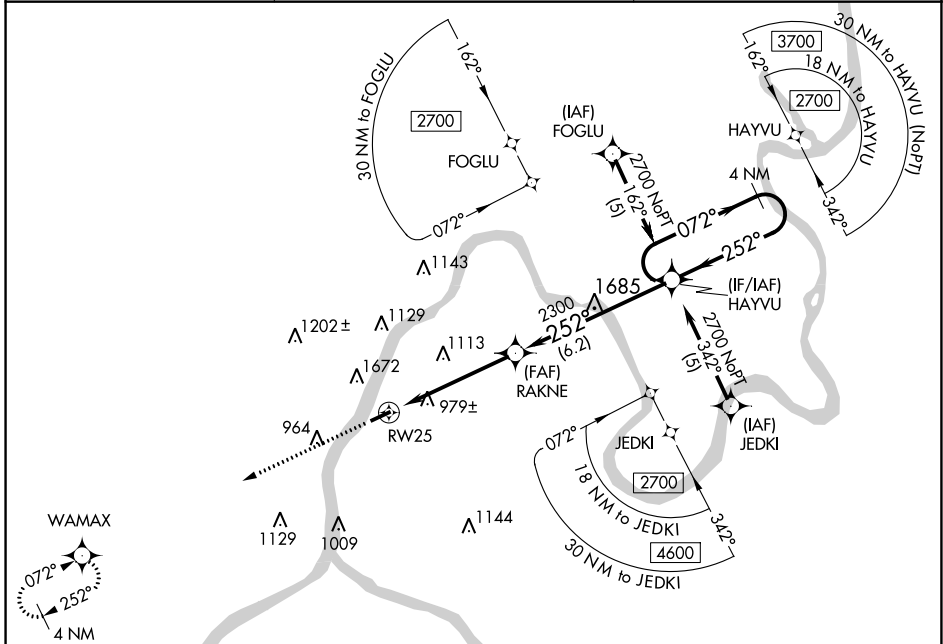 30 NM to FOGLU
162°
2700
FOGLU
072°
(IAF)
FOGLU
2700 NoPT
162°
(5)
30 NM to HAYVU (NoPT)
3700
18 NM to HAYVU
162°
2700
HAYVU
342°
4 NM
072°
252°
(IF/IAF)
HAYVU
1143
1685
2300
252°
(6.2)
1202 ±
1129
1113
(FAF)
RAKNE
1672
979±
2700 NoPT
342°
(5)
(IAF)
JEDKI
964
RW25
072°
JEDKI
2700
18 NM to JEDKI
342°
4600
30 NM to JEDKI
1144
1129
1009
WAMAX
072°
252°
4 NM